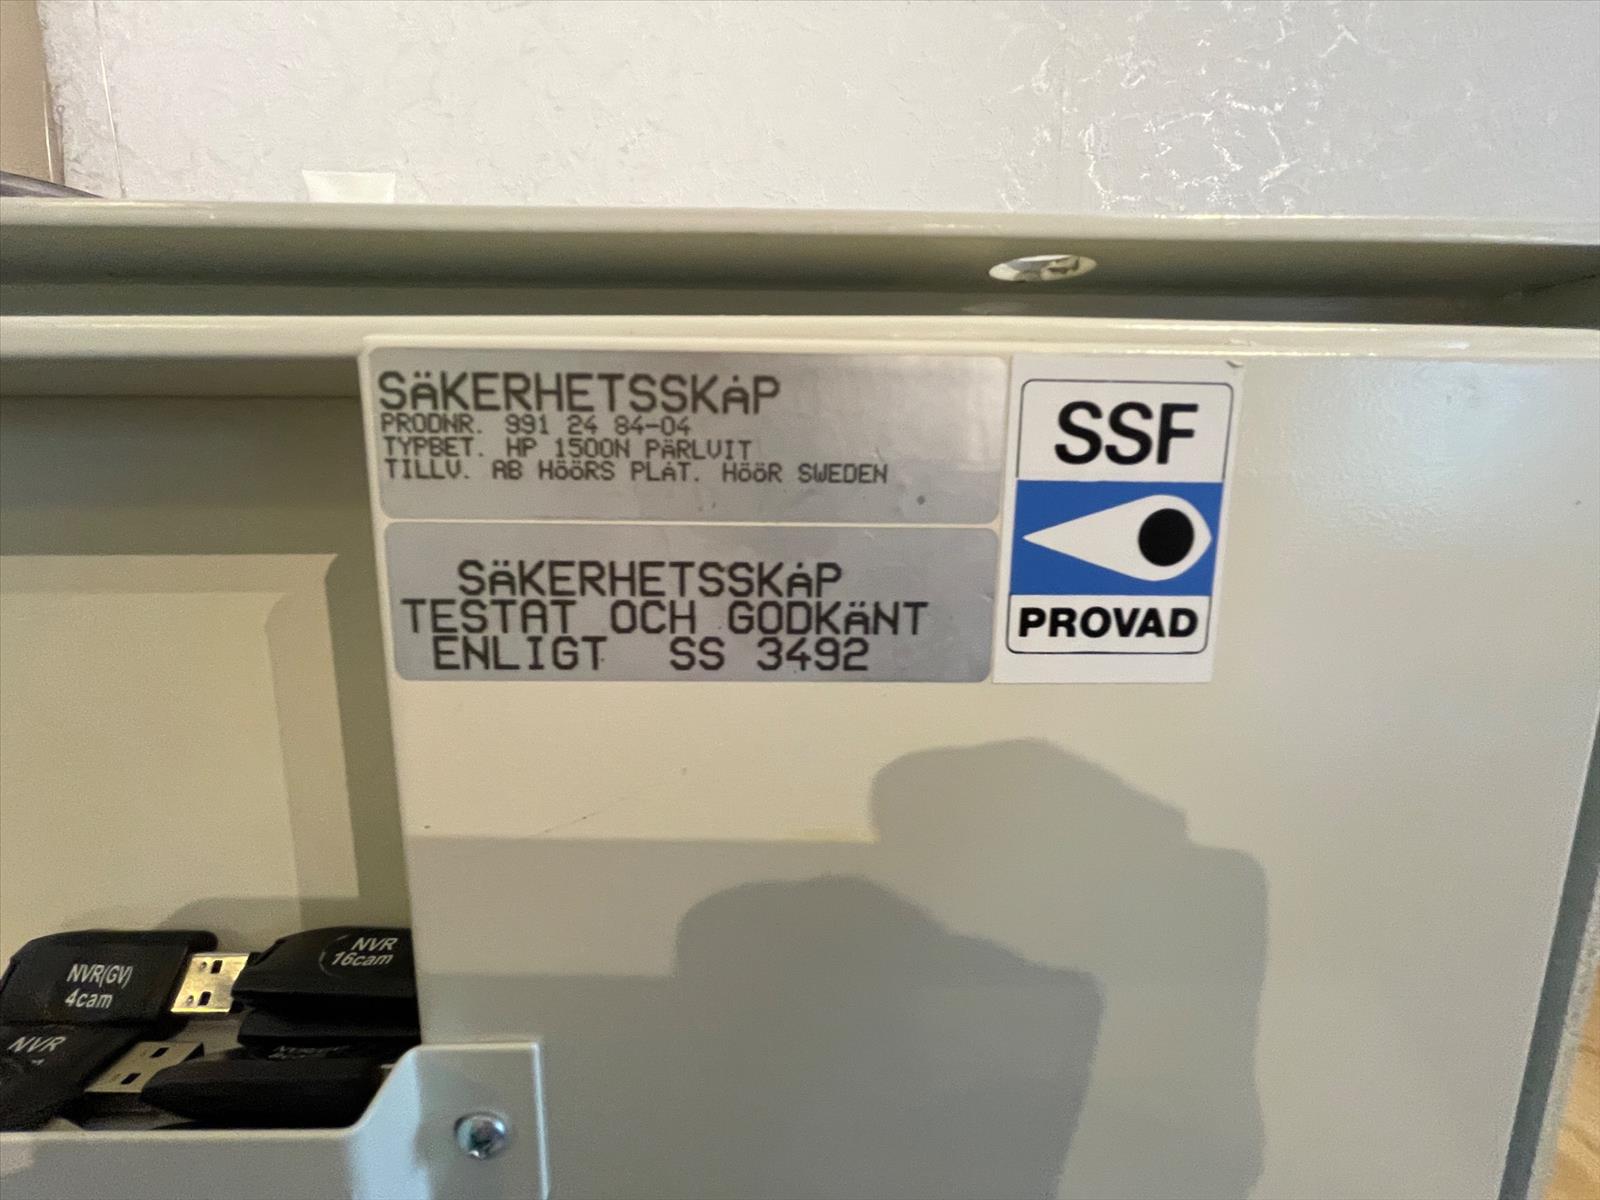 SÄKERHETSSKÅP
PRODNR. 991 24 84-04
TYPBET. HP 1500N PÄRLVIT
TILLV. AB HÖÖRS PLÅT. HÖÖR SWEDEN
SÄKERHETSSKÅP
TESTAT OCH GODKÄNT
ENLIGT SS 3492
SSF
PROVAD
NVR(GV)
4cam
NVR
16cam
NVR